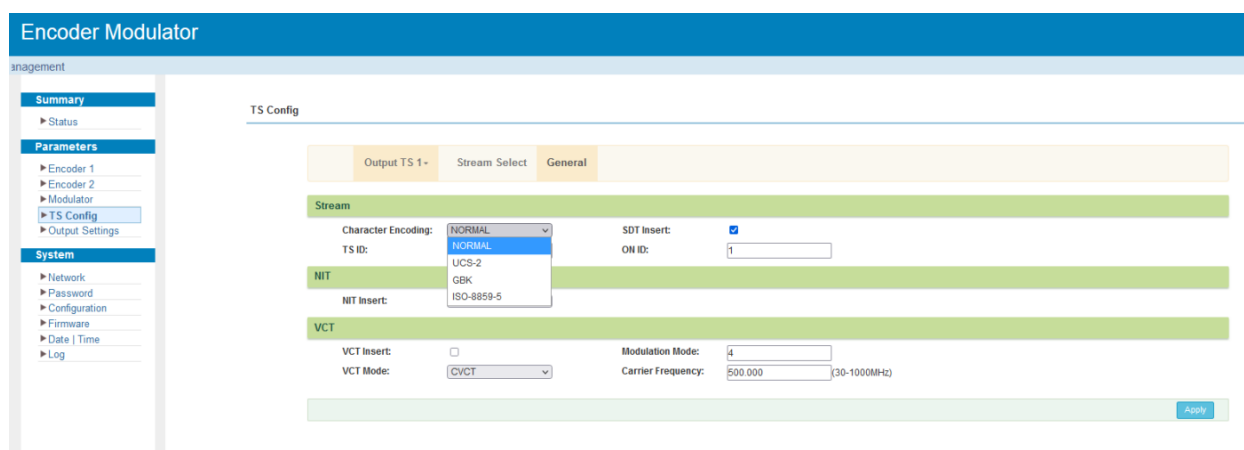 Encoder Modulator
anagement
Summary
Status
Parameters
Encoder 1
Encoder 2
Modulator
TS Config
Output Settings
System
Network
Password
Configuration
Firmware
Date | Time
Log
TS Config
Output TS 1 Stream Select General
Stream
Character Encoding: NORMAL SDT Insert:
NORMAL
TS ID: ON ID: 1
UCS-2
NIT
GBK
NIT Insert: ISO-8859-5
VCT
VCT Insert: Modulation Mode: 4
VCT Mode: CVCT Carrier Frequency: 500.000 (30-1000MHz)
Apply